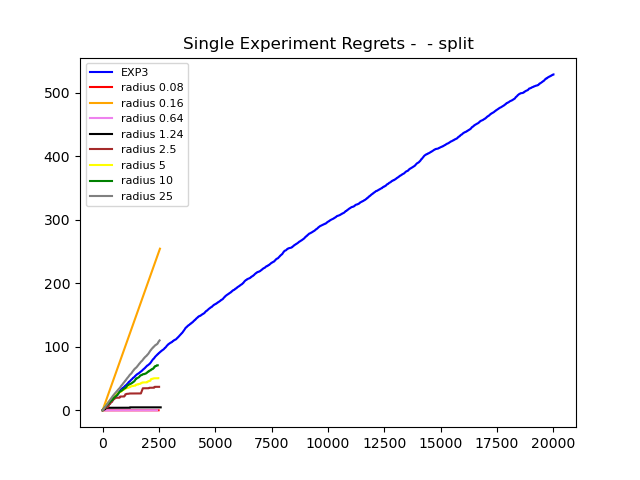 Single Experiment Regrets -  - split
EXP3
radius 0.08
radius 0.16
radius 0.64
radius 1.24
radius 2.5
radius 5
radius 10
radius 25
500
400
300
200
100
0
0 2500 5000 7500 10000 12500 15000 17500 20000